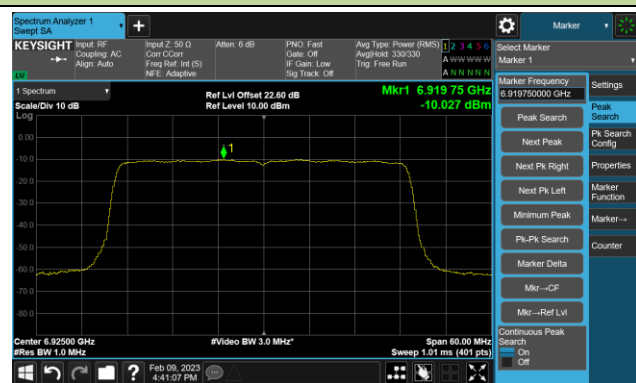 Spectrum Analyzer 1
Swept SA
+
Marker
KEYSIGHT
Input: RF
Coupling: AC
Align: Auto
Input Z: 50 Ω
Corr CCorr
Freq Ref: Int (S)
NFE: Adaptive
Atten: 6 dB
PNO: Fast
Gate: Off
IF Gain: Low
Sig Track: Off
Avg Type: Power (RMS)
Avg|Hold: 330/330
Trig: Free Run
1 2 3 4 5 6
A W W W W W
A N N N N N
Select Marker
Marker 1
LW
1 Spectrum
Scale/Div 10 dB
Log
Ref Lvl Offset 22.60 dB
Ref Level 10.00 dBm
Mkr1 6.919 75 GHz
-10.027 dBm
1
0.00
-10.0
-20.0
-30.0
-40.0
-50.0
-60.0
-70.0
-80.0
Center 6.92500 GHz
#Res BW 1.0 MHz
#Video BW 3.0 MHz*
Span 60.00 MHz
Sweep 1.01 ms (401 pts)
Marker Frequency
6.919750000 GHz
Peak Search
Next Peak
Next Pk Right
Next Pk Left
Minimum Peak
Pk-Pk Search
Marker Delta
Mkr→CF
Mkr→Ref Lvl
Continuous Peak
Search
On
Off
Settings
Peak
Search
Pk Search
Config
Properties
Marker
Function
Marker→
Counter
?
Feb 09, 2023
4:41:07 PM